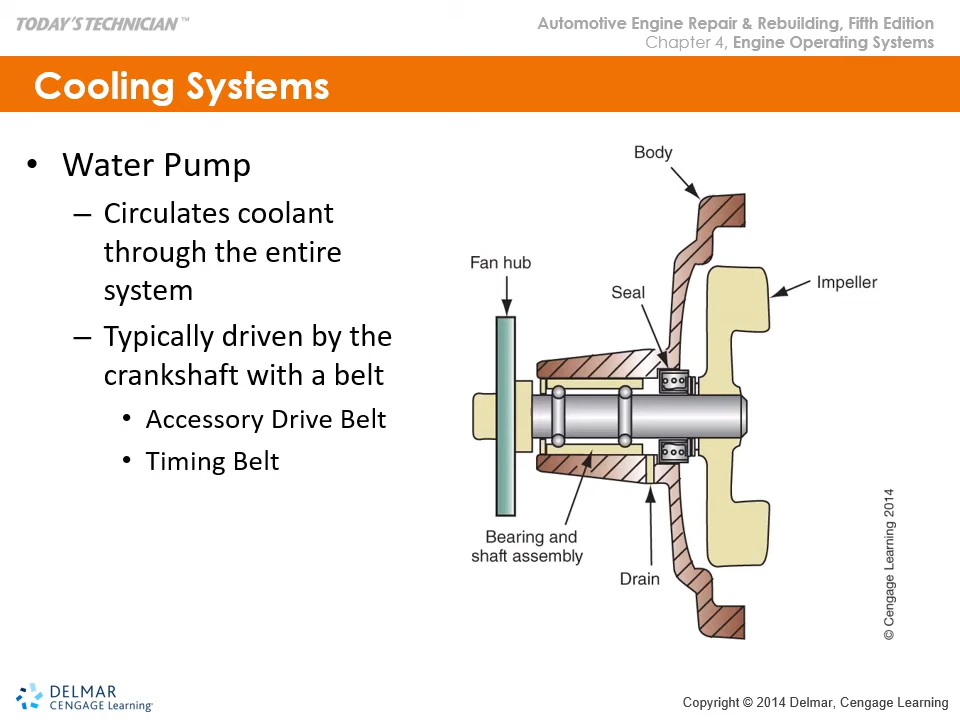 TODAY'S TECHNICIAN ™
Automotive Engine Repair & Rebuilding, Fifth Edition
Chapter 4, Engine Operating Systems
Cooling Systems
• Water Pump
– Circulates coolant
through the entire
system
– Typically driven by the
crankshaft with a belt
• Accessory Drive Belt
• Timing Belt
Body
Fan hub
Seal
Impeller
Bearing and
shaft assembly
Drain
© Cengage Learning 2014
DELMAR
CENGAGE Learning™
Copyright © 2014 Delmar, Cengage Learning